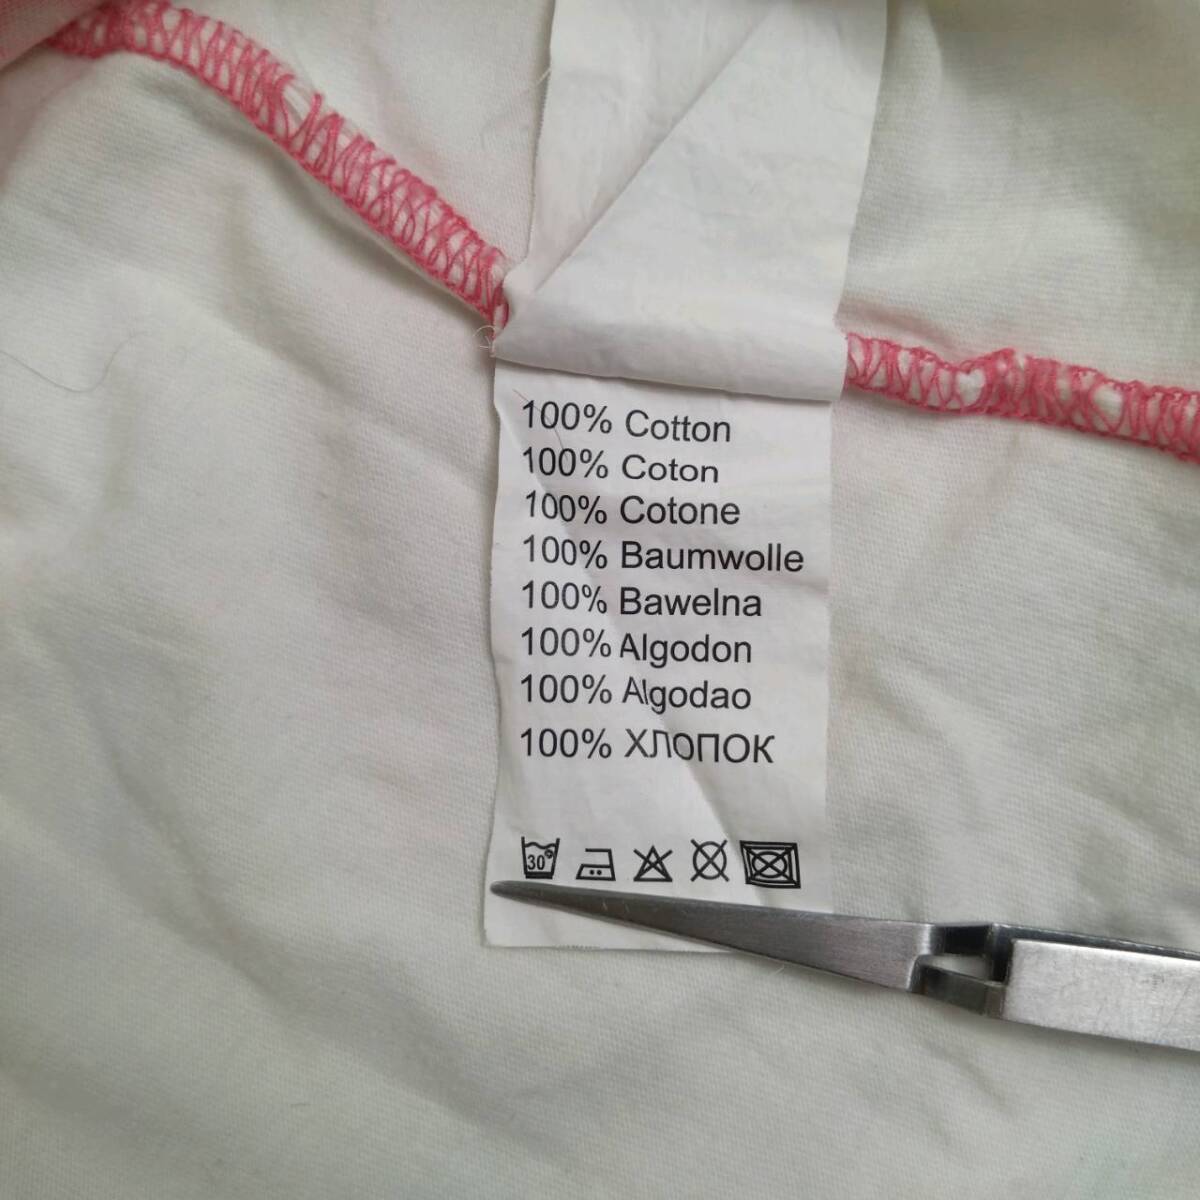 100% Cotton
100% Coton
100% Cotone
100% Baumwolle
100% Bawelna
100% Algodon
100% Algodao
100% ХЛОПОК
30°